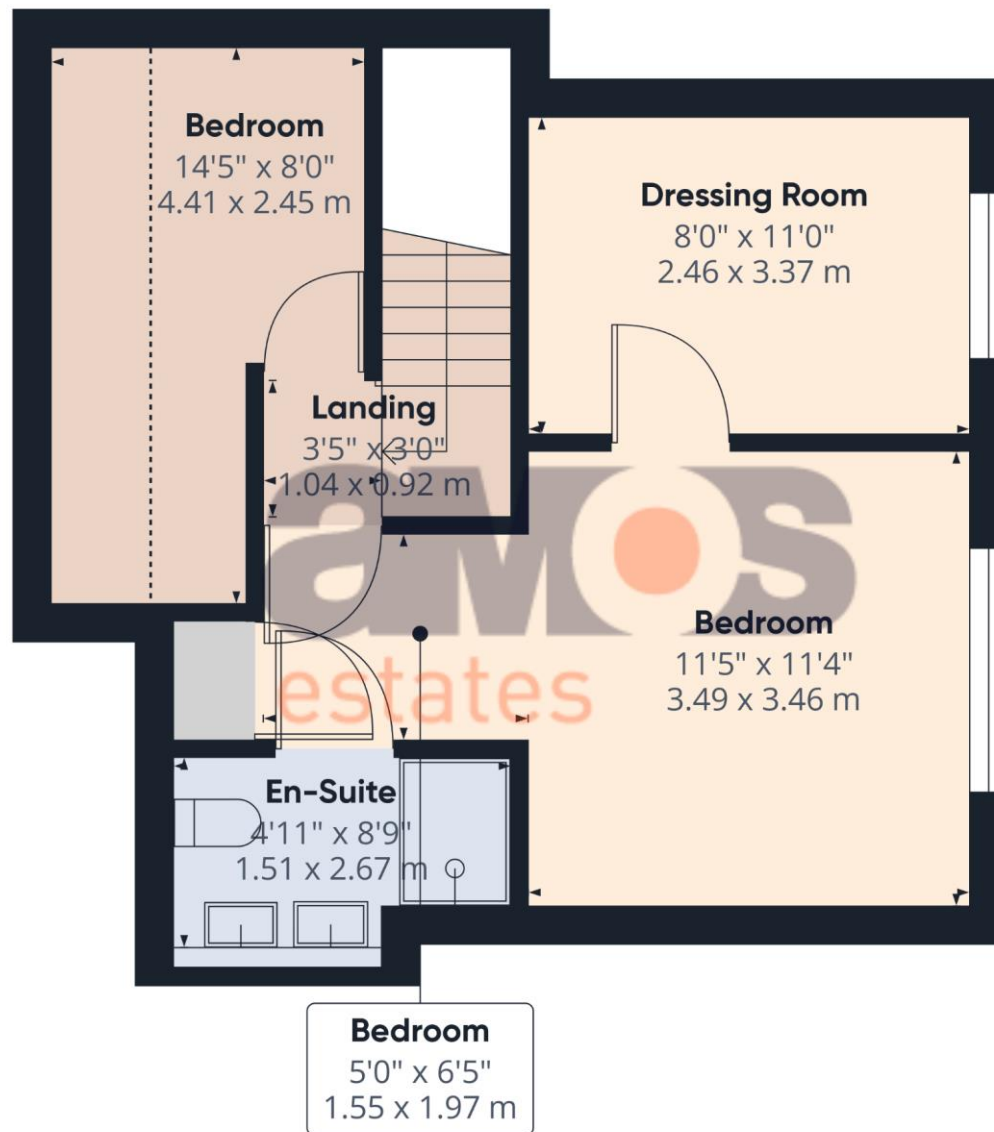 Bedroom
14'5" x 8'0"
4.41 x 2.45 m
Dressing Room
8'0" x 11'0"
2.46 x 3.37 m
Landing
3'5" x 3'0"
1.04 x 0.92 m
amos
estates
Bedroom
11'5" x 11'4"
3.49 x 3.46 m
En-Suite
4'11" x 8'9"
1.51 x 2.67 m
Bedroom
5'0" x 6'5"
1.55 x 1.97 m